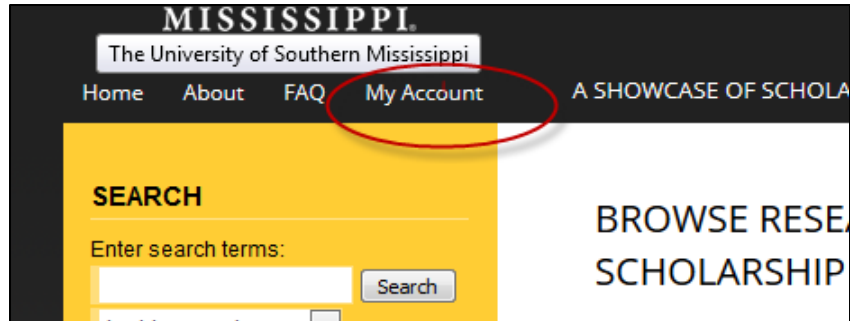 MISSISSIPPI.
The University of Southern Mississippi
Home About FAQ My Account
A SHOWCASE OF SCHOLA
SEARCH
Enter search terms:
Search
BROWSE RESEA
SCHOLARSHIP